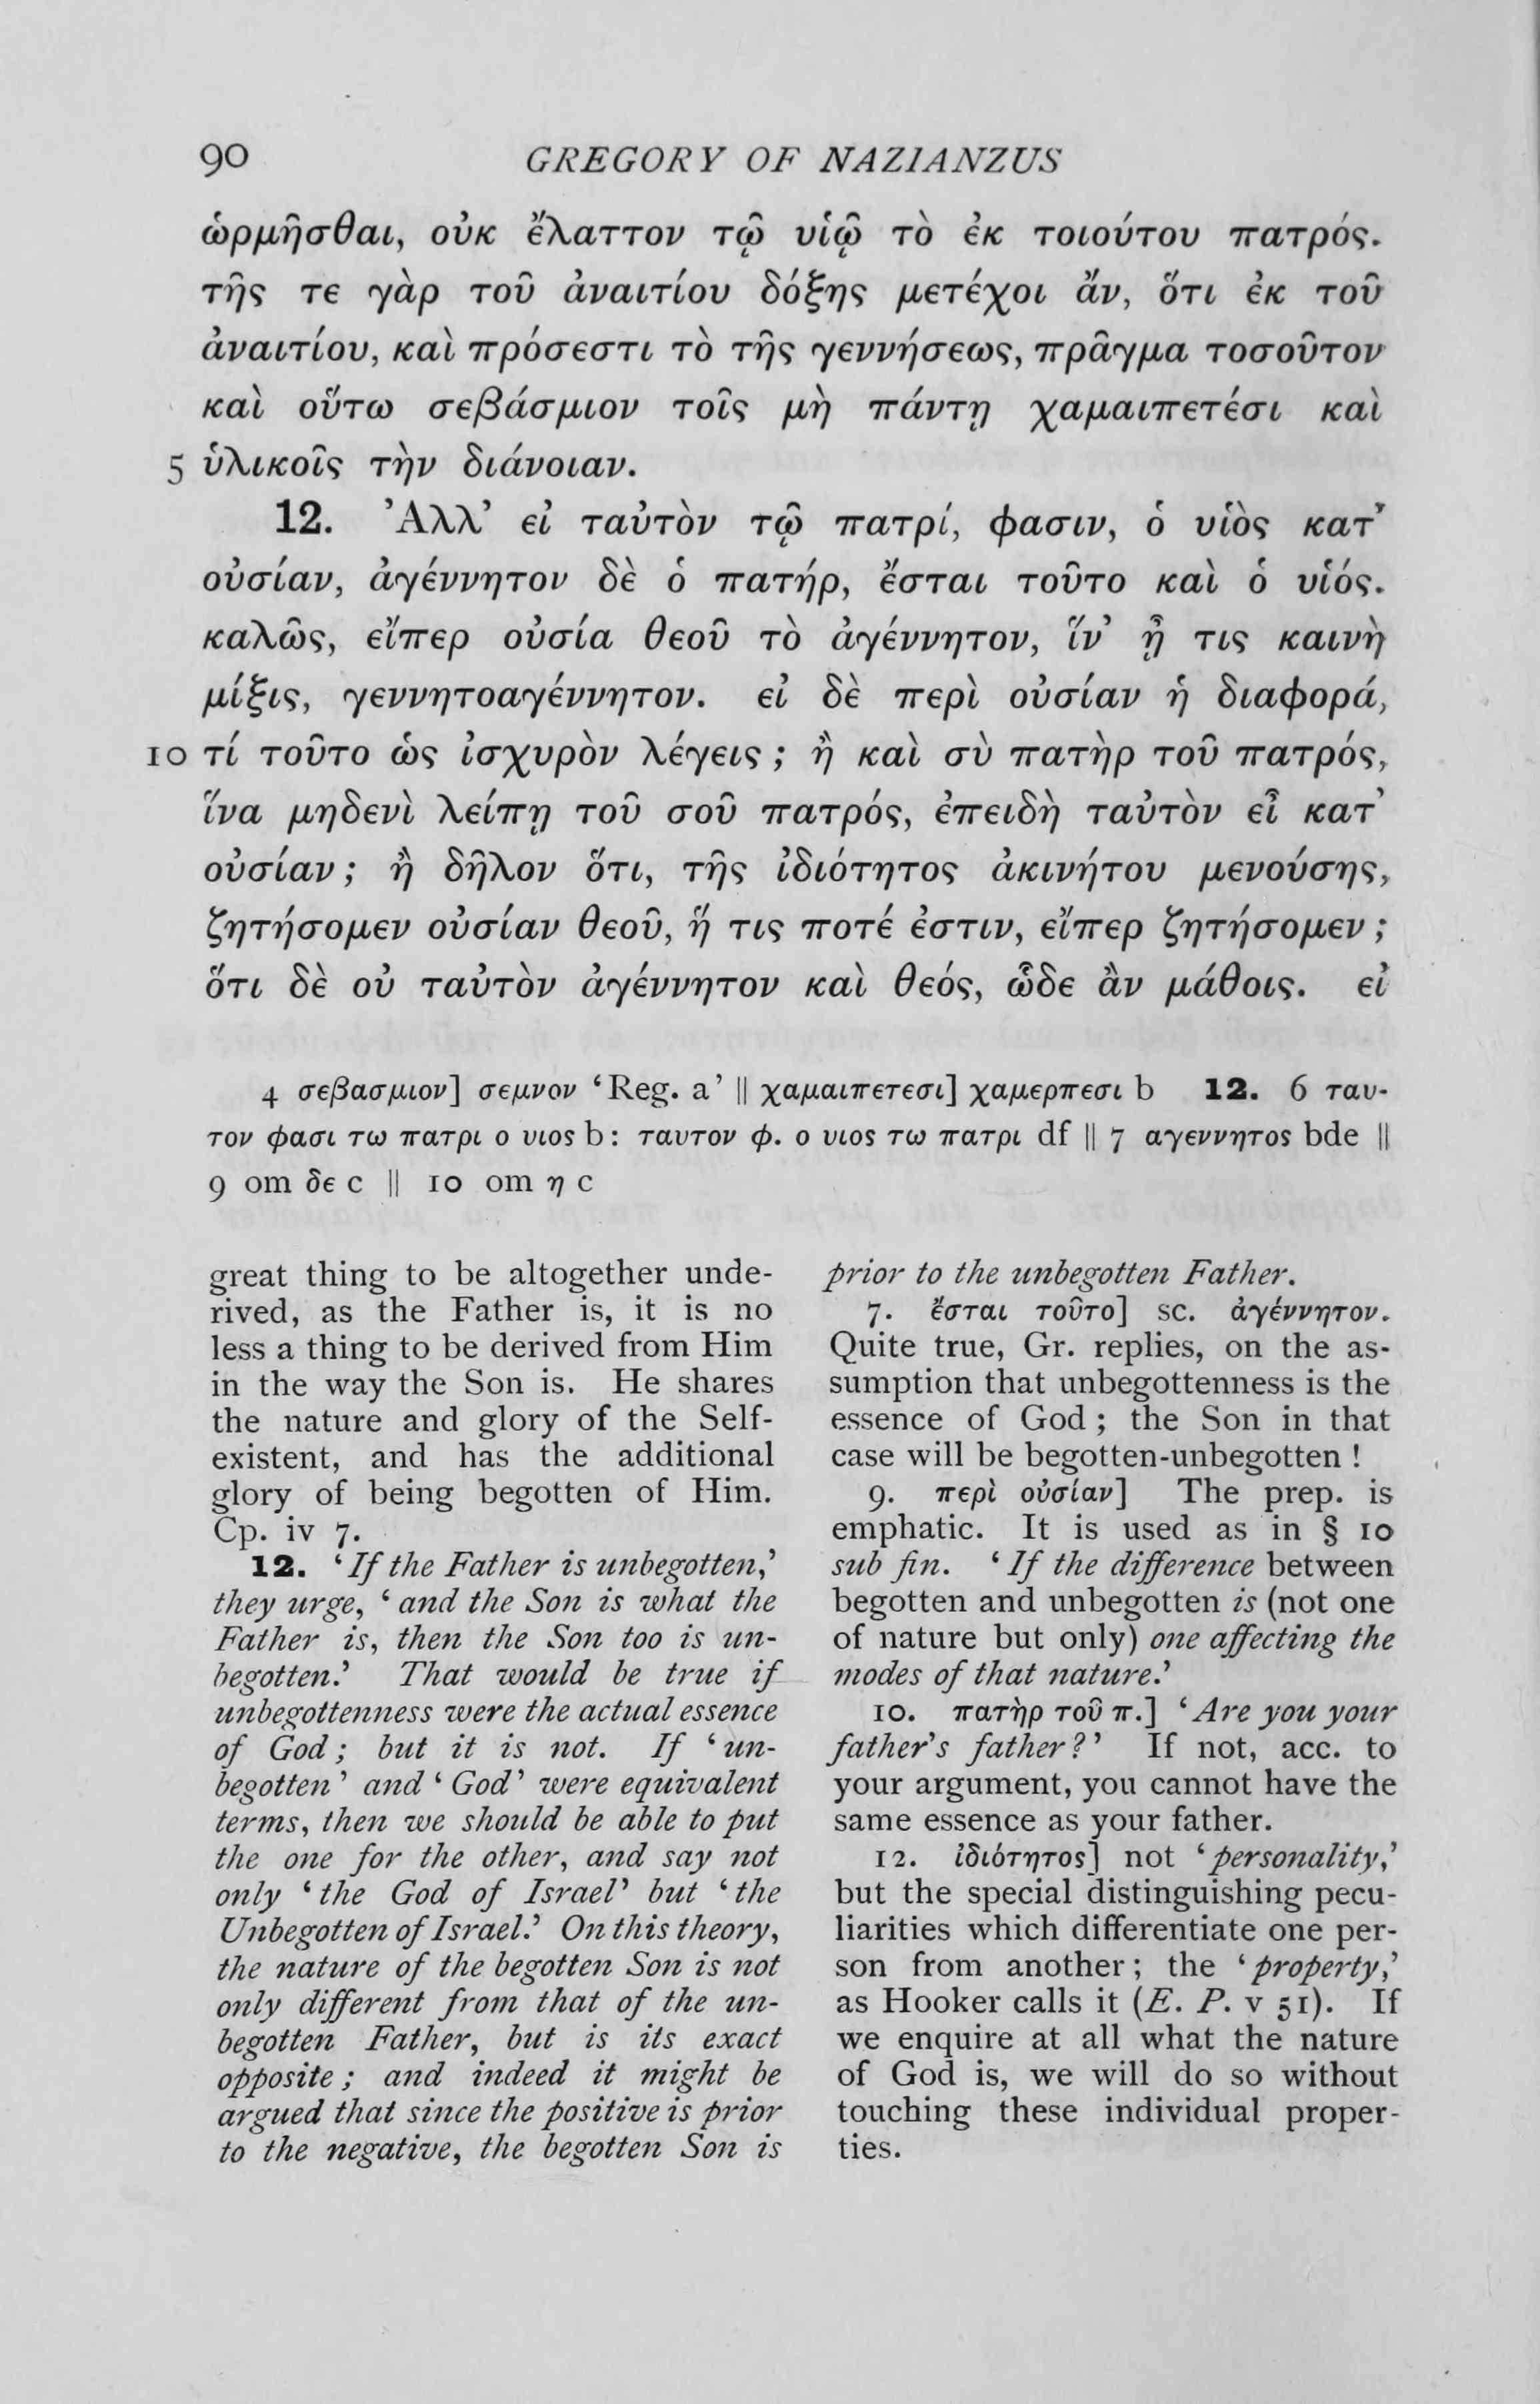 90 GREGORY OF NAZIANZUS
ὡρμῆσθαι, οὐκ ἔλαττον τῷ υἱῷ τὸ ἐκ τοιούτου πατρός.
τῆς τε γὰρ τοῦ ἀναιτίου δόξης μετέχοι ἄν, ὅτι ἐκ τοῦ
ἀναιτίου, καὶ πρόσεστι τὸ τῆς γεννήσεως, πρᾶγμα τοσοῦτον
καὶ οὕτω σεβάσμιον τοῖς μὴ πάντῃ χαμαιπετέσι καὶ
5 ὑλικοῖς τὴν διάνοιαν.
12. Ἀλλ’ εἰ ταὐτὸν τῷ πατρί, φασιν, ὁ υἱὸς κατ’
οὐσίαν, ἀγέννητον δὲ ὁ πατήρ, ἔσται τοῦτο καὶ ὁ υἱός.
καλῶς, εἴπερ οὐσία θεοῦ τὸ ἀγέννητον, ἵν’ ᾖ τις καινὴ
μίξις, γεννητοαγέννητον. εἰ δὲ περὶ οὐσίαν ἡ διαφορά,
10 τί τοῦτο ὡς ἰσχυρὸν λέγεις ; ἢ καὶ σὺ πατὴρ τοῦ πατρός,
ἵνα μηδενὶ λείπῃ τοῦ σοῦ πατρός, ἐπειδὴ ταὐτὸν εἶ κατ’
οὐσίαν ; ἢ δῆλον ὅτι, τῆς ἰδιότητος ἀκινήτου μενούσης,
ζητήσομεν οὐσίαν θεοῦ, ἥ τις ποτέ ἐστιν, εἴπερ ζητήσομεν ;
ὅτι δὲ οὐ ταὐτὸν ἀγέννητον καὶ θεός, ὧδε ἂν μάθοις. εἰ
4 σεβασμιον] σεμνον ‘Reg. a’ || χαμαιπετεσι] χαμερπεσι b 12. 6 ταυ-
τον φασι τω πατρι ο υιος b : ταυτον φ. ο υιος τω πατρι df || 7 αγεννητος bde ||
9 om δε c || 10 om η c
great thing to be altogether unde-
rived, as the Father is, it is no
less a thing to be derived from Him
in the way the Son is. He shares
the nature and glory of the Self-
existent, and has the additional
glory of being begotten of Him.
Cp. iv 7.
12. ‘If the Father is unbegotten,’
they urge, ‘and the Son is what the
Father is, then the Son too is un-
begotten.’ That would be true if
unbegottenness were the actual essence
of God ; but it is not. If ‘un-
begotten’ and ‘God’ were equivalent
terms, then we should be able to put
the one for the other, and say not
only ‘the God of Israel’ but ‘the
Unbegotten of Israel.’ On this theory,
the nature of the begotten Son is not
only different from that of the un-
begotten Father, but is its exact
opposite ; and indeed it might be
argued that since the positive is prior
to the negative, the begotten Son is
prior to the unbegotten Father.
7. ἔσται τοῦτο] sc. ἀγέννητον.
Quite true, Gr. replies, on the as-
sumption that unbegottenness is the
essence of God ; the Son in that
case will be begotten-unbegotten !
9. περὶ οὐσίαν] The prep. is
emphatic. It is used as in § 10
sub fin. ‘If the difference between
begotten and unbegotten is (not one
of nature but only) one affecting the
modes of that nature.’
10. πατὴρ τοῦ π.] ‘Are you your
father's father?’ If not, acc. to
your argument, you cannot have the
same essence as your father.
12. ἰδιότητος] not ‘personality,’
but the special distinguishing pecu-
liarities which differentiate one per-
son from another ; the ‘property,’
as Hooker calls it (E. P. v 51). If
we enquire at all what the nature
of God is, we will do so without
touching these individual proper-
ties.